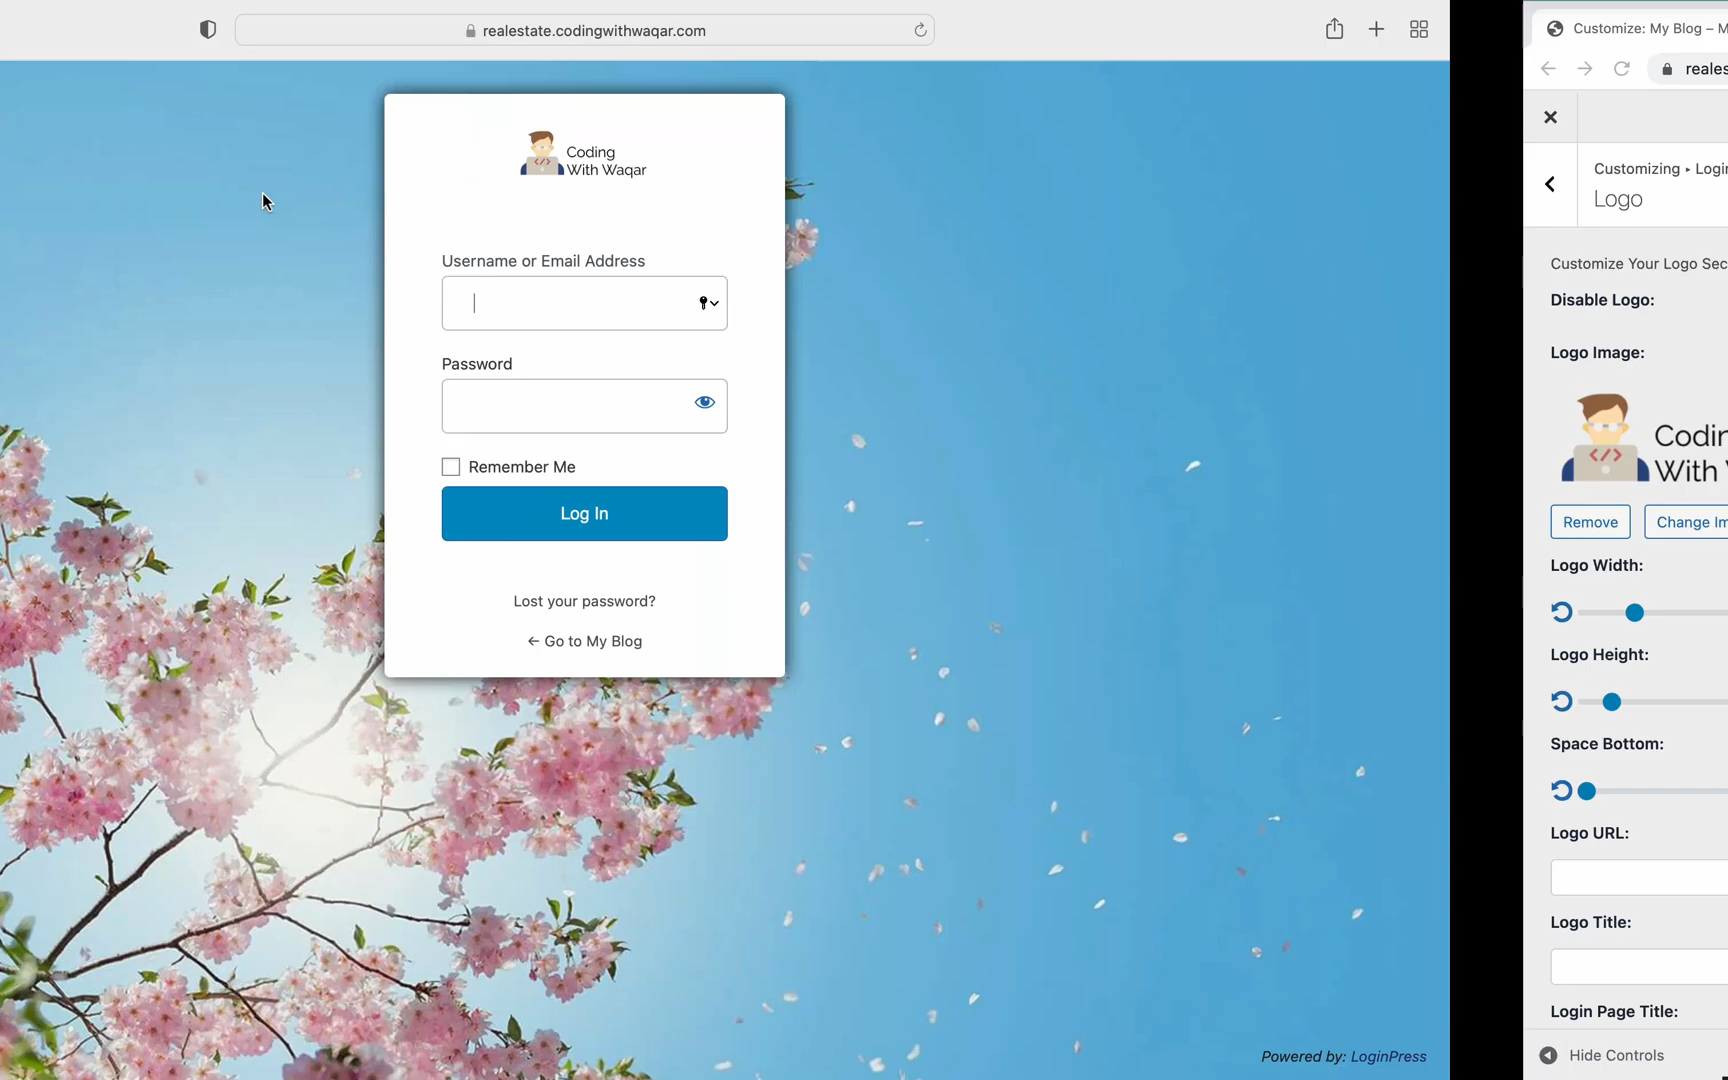 realestate.codingwithwaqar.com
Coding
With Waqar
Username or Email Address
Password
Remember Me
Log In
Lost your password?
← Go to My Blog
Powered by: LoginPress
Customize: My Blog –
reales
Customizing ▸ Login
Logo
Customize Your Logo Sec
Disable Logo:
Logo Image:
</>
Codin
With
Remove
Change Im
Logo Width:
Logo Height:
Space Bottom:
Logo URL:
Logo Title:
Login Page Title:
Hide Controls